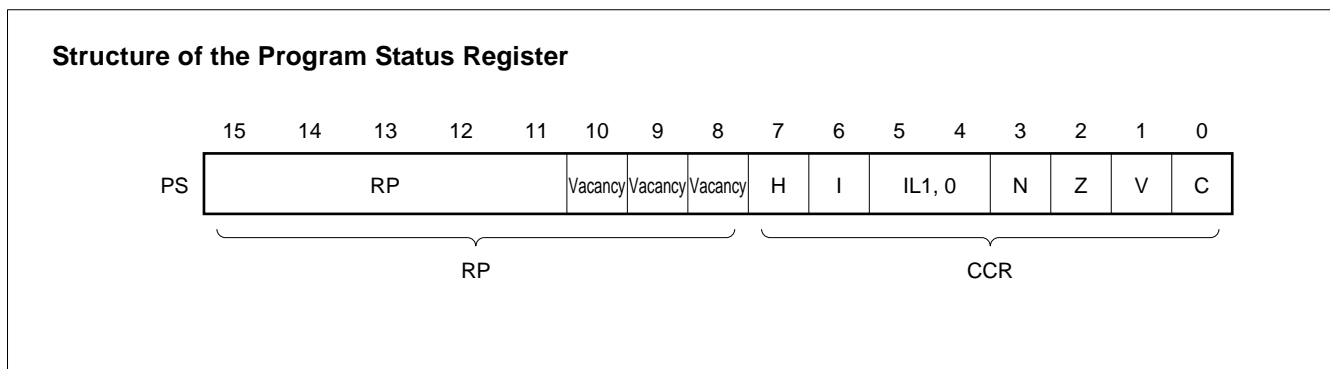 Structure of the Program Status Register
15 14 13 12 11 10 9 8 7 6 5 4 3 2 1 0
PS RP Vacancy Vacancy Vacancy H I IL1, 0 N Z V C
RP CCR